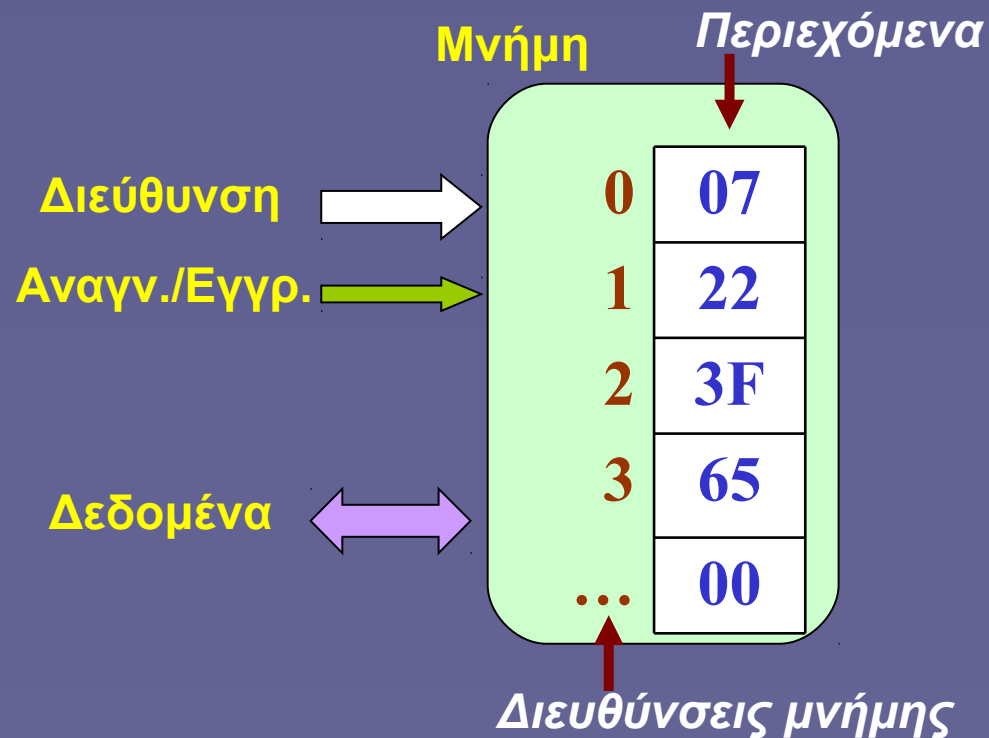 Μνήμη
Περιεχόμενα
Διεύθυνση
0 07
Αναγν./Εγγρ.
1 22
2 3F
3 65
Δεδομένα
... 00
Διευθύνσεις μνήμης